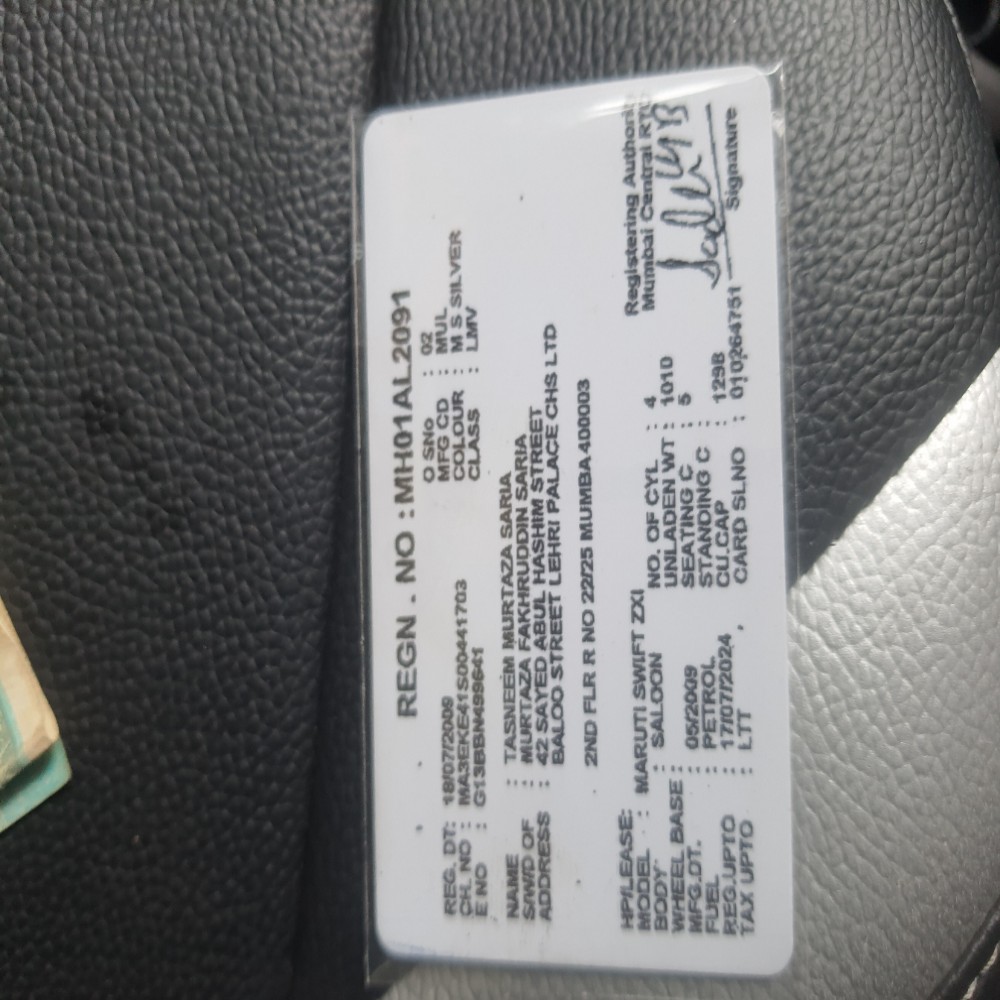 REGN . NO : MH01AL2091
REG. DT: 18/07/2009 O SNo : 02
CH. NO : MA3EKE41S00441703 MFG CD : MUL
E NO : G13BBN499641 COLOUR : M S SILVER
CLASS : LMV
NAME : TASNEEM MURTAZA SARIA
S/W/D OF : MURTAZA FAKHRUDDIN SARIA
ADDRESS : 42 SAYED ABUL HASHIM STREET
BALOO STREET LEHRI PALACE CHS LTD
2ND FLR R NO 22/25 MUMBA 400003
HP/LEASE:
MODEL : MARUTI SWIFT ZXI NO. OF CYL : 4
BODY : SALOON UNLADEN WT : 1010
WHEEL BASE : SEATING C : 5
MFG.DT. : 05/2009 STANDING C :
FUEL : PETROL CU.CAP : 1298
REG.UPTO : 17/07/2024 CARD SLNO : 010264751
TAX UPTO : LTT
Registering Authority
Mumbai Central
Signature